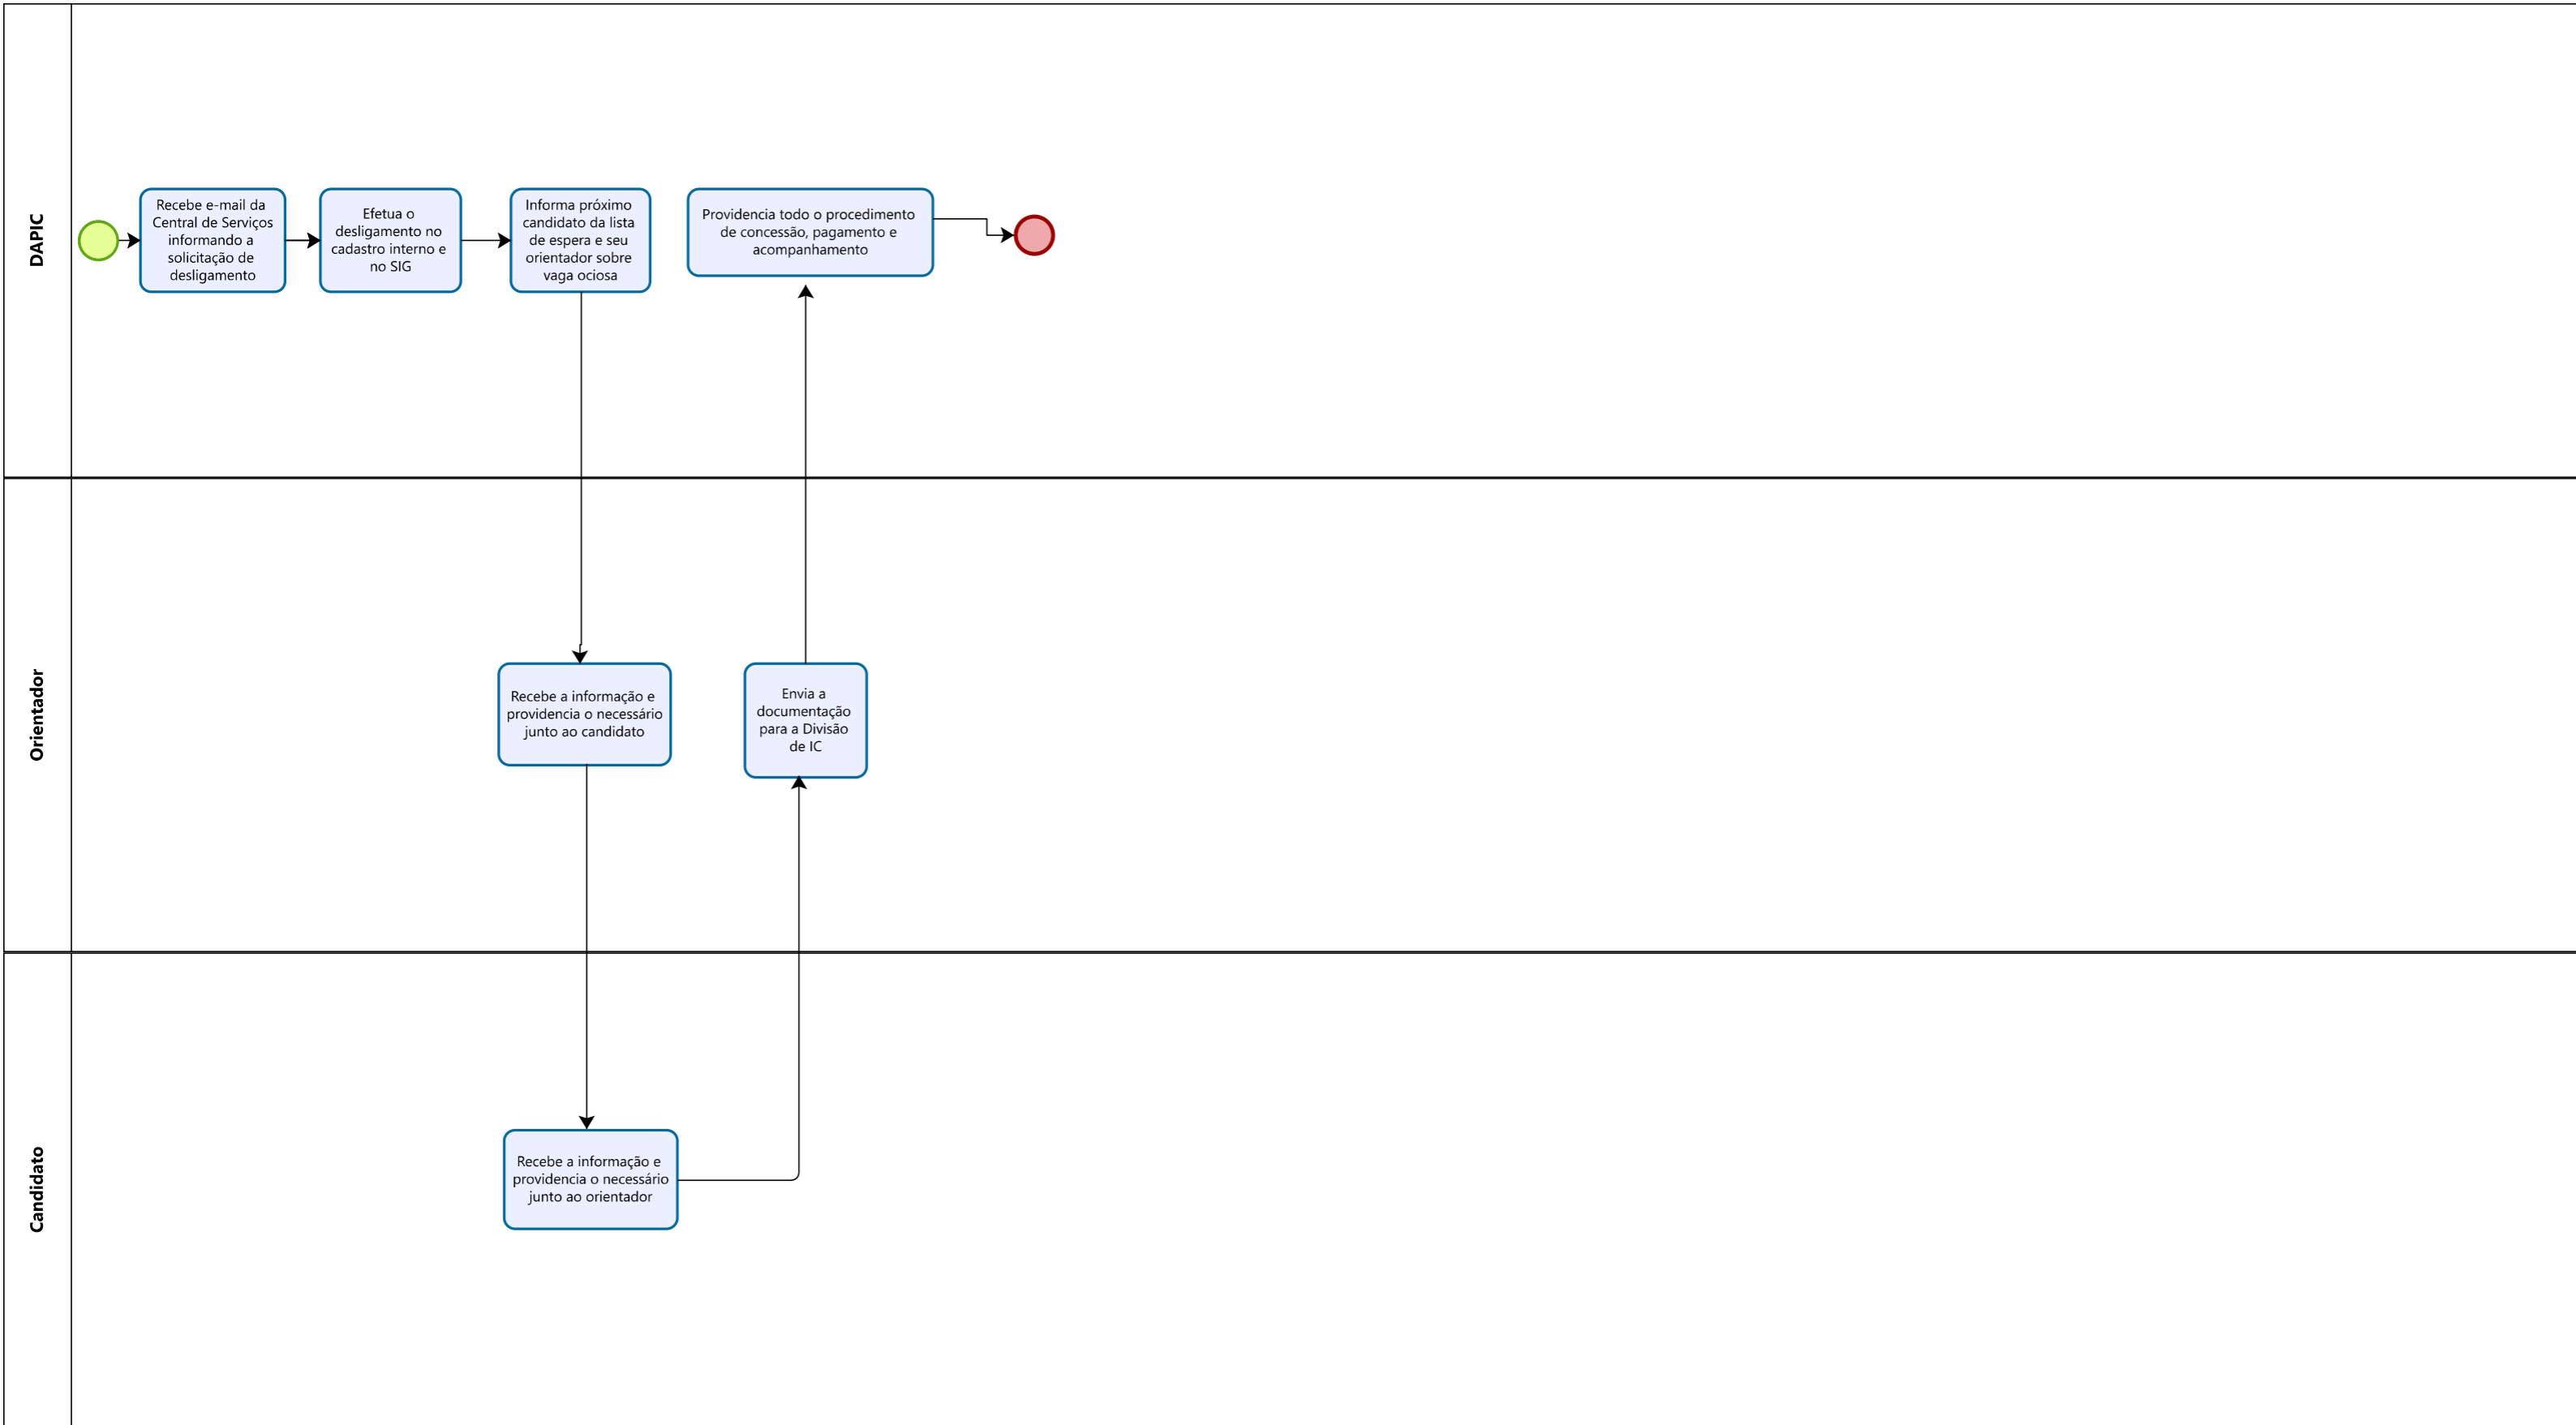 DAPIC
Recebe e-mail da
Central de Serviços
informando a
solicitação de
desligamento
Efetua o
desligamento no
cadastro interno e
no SIG
Informa próximo
candidato da lista
de espera e seu
orientador sobre
vaga ociosa
Providencia todo o procedimento
de concessão, pagamento e
acompanhamento
Orientador
Recebe a informação e
providencia o necessário
junto ao candidato
Envia a
documentação
para a Divisão
de IC
Candidato
Recebe a informação e
providencia o necessário
junto ao orientador